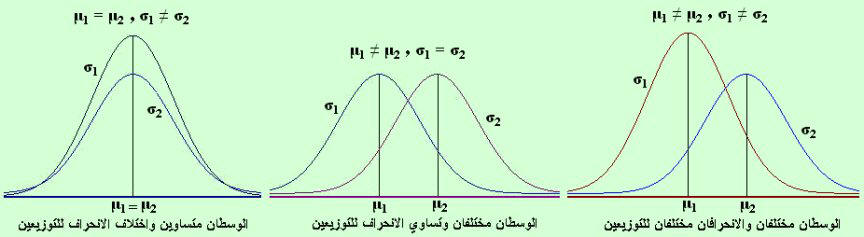 μ1 = μ2 , σ1 ≠ σ2
σ1
σ2
μ1 = μ2
الوسطان متساوين واختلاف الانحراف للتوزيعين
μ1 ≠ μ2 , σ1 = σ2
σ1
σ2
μ1
μ2
الوسطان مختلفان وتساوي الانحراف للتوزيعين
μ1 ≠ μ2 , σ1 ≠ σ2
σ1
σ2
μ1
μ2
الوسطان مختلفان والانحرافان مختلفان للتوزيعين